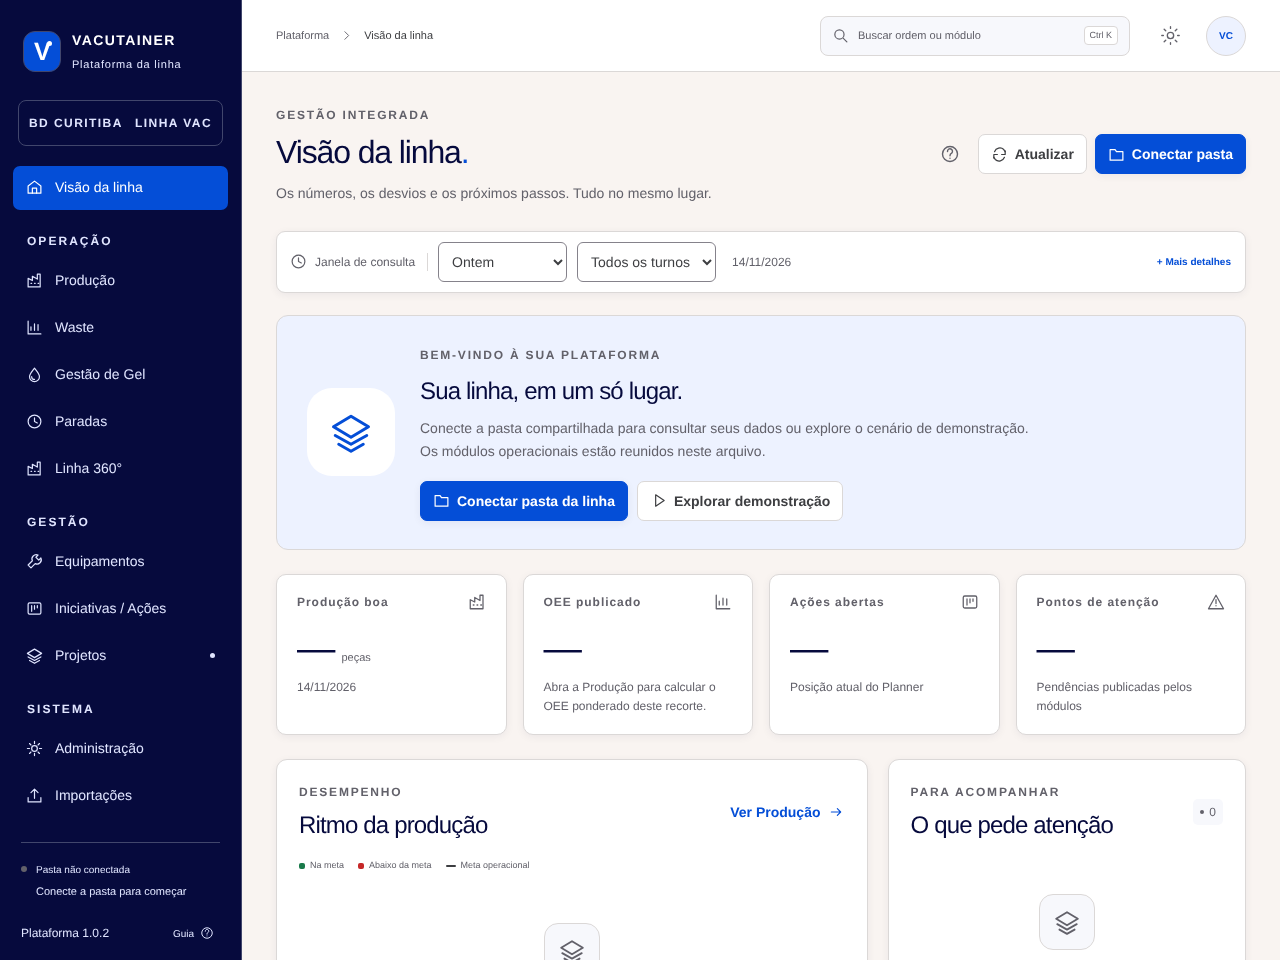 V
VACUTAINER
Plataforma da linha
BD CURITIBA LINHA VAC
Visão da linha
OPERAÇÃO
Produção
Waste
Gestão de Gel
Paradas
Linha 360°
GESTÃO
Equipamentos
Iniciativas / Ações
Projetos
SISTEMA
Administração
Importações
Pasta não conectada
Conecte a pasta para começar
Plataforma 1.0.2
Guia
Plataforma
Visão da linha
Buscar ordem ou módulo
Ctrl K
VC
GESTÃO INTEGRADA
Visão da linha.
Os números, os desvios e os próximos passos. Tudo no mesmo lugar.
Atualizar
Conectar pasta
Janela de consulta
Ontem
Todos os turnos
14/11/2026
+ Mais detalhes
BEM-VINDO À SUA PLATAFORMA
Sua linha, em um só lugar.
Conecte a pasta compartilhada para consultar seus dados ou explore o cenário de demonstração.
Os módulos operacionais estão reunidos neste arquivo.
Conectar pasta da linha
Explorar demonstração
Produção boa
— peças
14/11/2026
OEE publicado
—
Abra a Produção para calcular o
OEE ponderado deste recorte.
Ações abertas
—
Posição atual do Planner
Pontos de atenção
—
Pendências publicadas pelos
módulos
DESEMPENHO
Ritmo da produção
Ver Produção
Na meta
Abaixo da meta
Meta operacional
PARA ACOMPANHAR
O que pede atenção
0